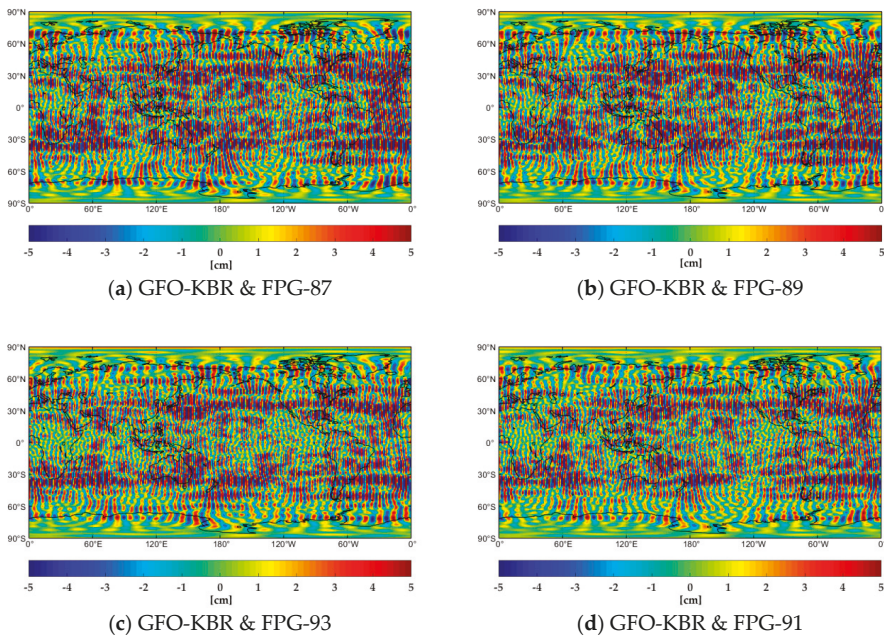 90°N
60°N
30°N
0°
30°S
60°S
90°S
0° 60°E 120°E 180° 120°W 60°W 0°
-5 -4 -3 -2 -1 0 1 2 3 4 5
[cm]
(a) GFO-KBR & FPG-87
90°N
60°N
30°N
0°
30°S
60°S
90°S
0° 60°E 120°E 180° 120°W 60°W 0°
-5 -4 -3 -2 -1 0 1 2 3 4 5
[cm]
(b) GFO-KBR & FPG-89
90°N
60°N
30°N
0°
30°S
60°S
90°S
0° 60°E 120°E 180° 120°W 60°W 0°
-5 -4 -3 -2 -1 0 1 2 3 4 5
[cm]
(c) GFO-KBR & FPG-93
90°N
60°N
30°N
0°
30°S
60°S
90°S
0° 60°E 120°E 180° 120°W 60°W 0°
-5 -4 -3 -2 -1 0 1 2 3 4 5
[cm]
(d) GFO-KBR & FPG-91